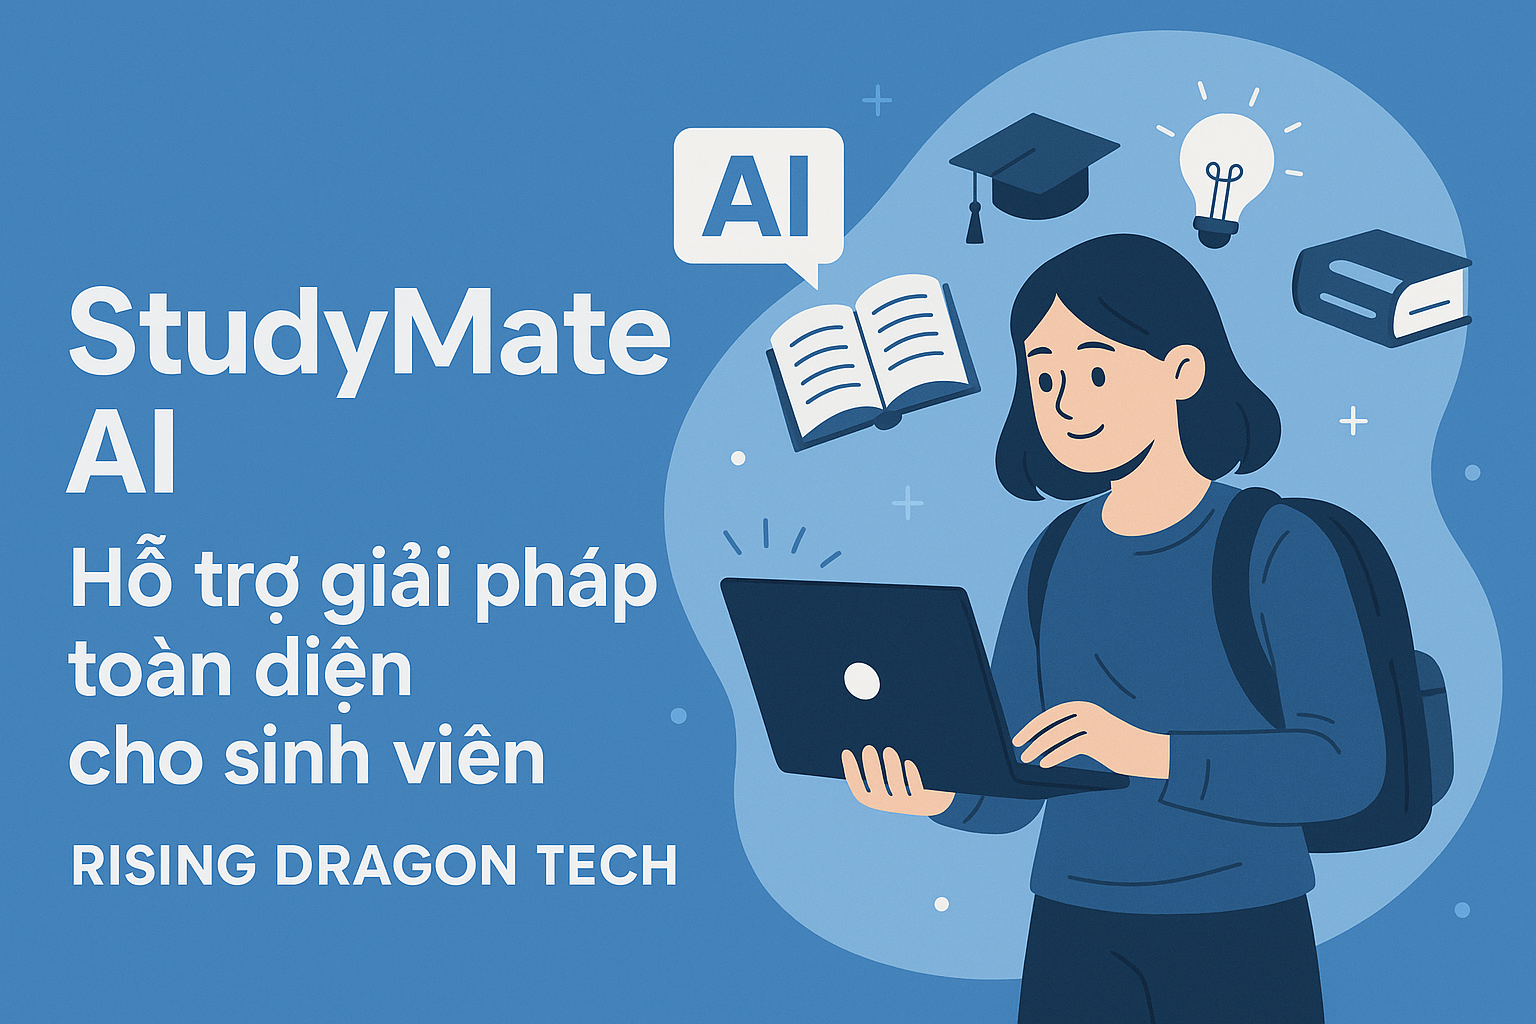 AI
StudyMate
AI
Hỗ trợ giải pháp
toàn diện
cho sinh viên
RISING DRAGON TECH